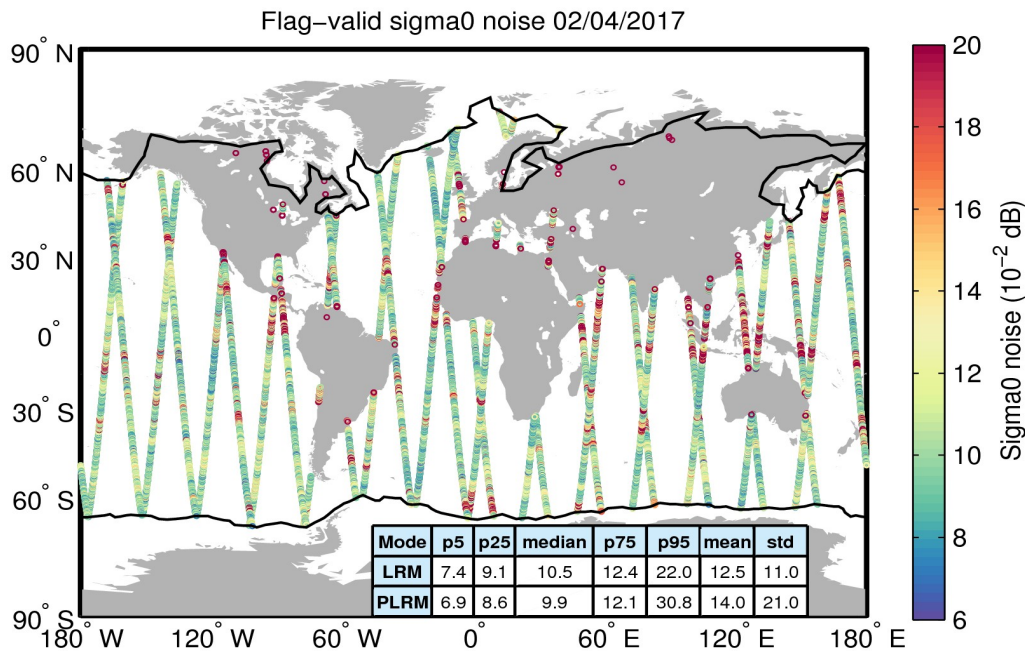 Flag−valid sigma0 noise 02/04/2017
90° N
60° N
30° N
0°
30° S
60° S
90° S
180° W
120° W
60° W
0°
60° E
120° E
180° E
Mode p5 p25 median p75 p95 mean std
LRM 7.4 9.1 10.5 12.4 22.0 12.5 11.0
PLRM 6.9 8.6 9.9 12.1 30.8 14.0 21.0
20
18
16
14
12
10
8
6
Sigma0 noise (10⁻² dB)